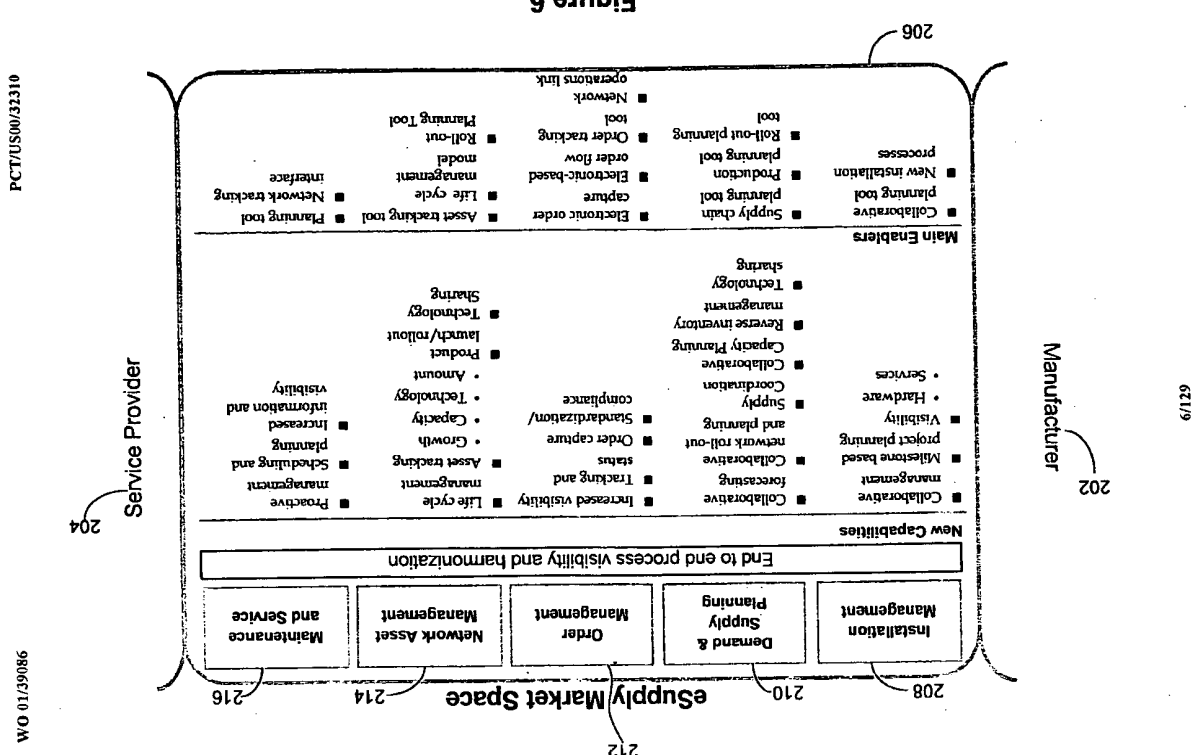 WO 01/39086
PCT/US00/32310
6/129
212
eSupply Market Space
208
210
214
216
Installation
Management
Demand &
Supply
Planning
Order
Management
Network Asset
Management
Maintenance
and Service
End to end process visibility and harmonization
New Capabilities
■ Collaborative
management
■ Milestone based
project planning
■ Visibility
• Hardware
• Services
■ Collaborative
forecasting
■ Collaborative
network roll-out
and planning
■ Supply
Coordination
■ Collaborative
Capacity Planning
■ Reverse inventory
management
■ Technology
sharing
■ Increased visibility
■ Tracking and
status
■ Order capture
■ Standardization/
compliance
■ Life cycle
management
■ Asset tracking
• Growth
• Capacity
• Technology
• Amount
■ Product
launch/rollout
■ Technology
Sharing
■ Proactive
management
■ Scheduling and
planning
■ Increased
information and
visibility
Main Enablers
■ Collaborative
planning tool
■ New installation
processes
■ Supply chain
planning tool
■ Production
planning tool
■ Roll-out planning
tool
■ Electronic order
capture
■ Electronic-based
order flow
■ Order tracking
tool
■ Network
operations link
■ Asset tracking tool
■ Life cycle
management
model
■ Roll-out
Planning Tool
■ Planning tool
■ Network tracking
interface
202
Manufacturer
204
Service Provider
206
Figure 6